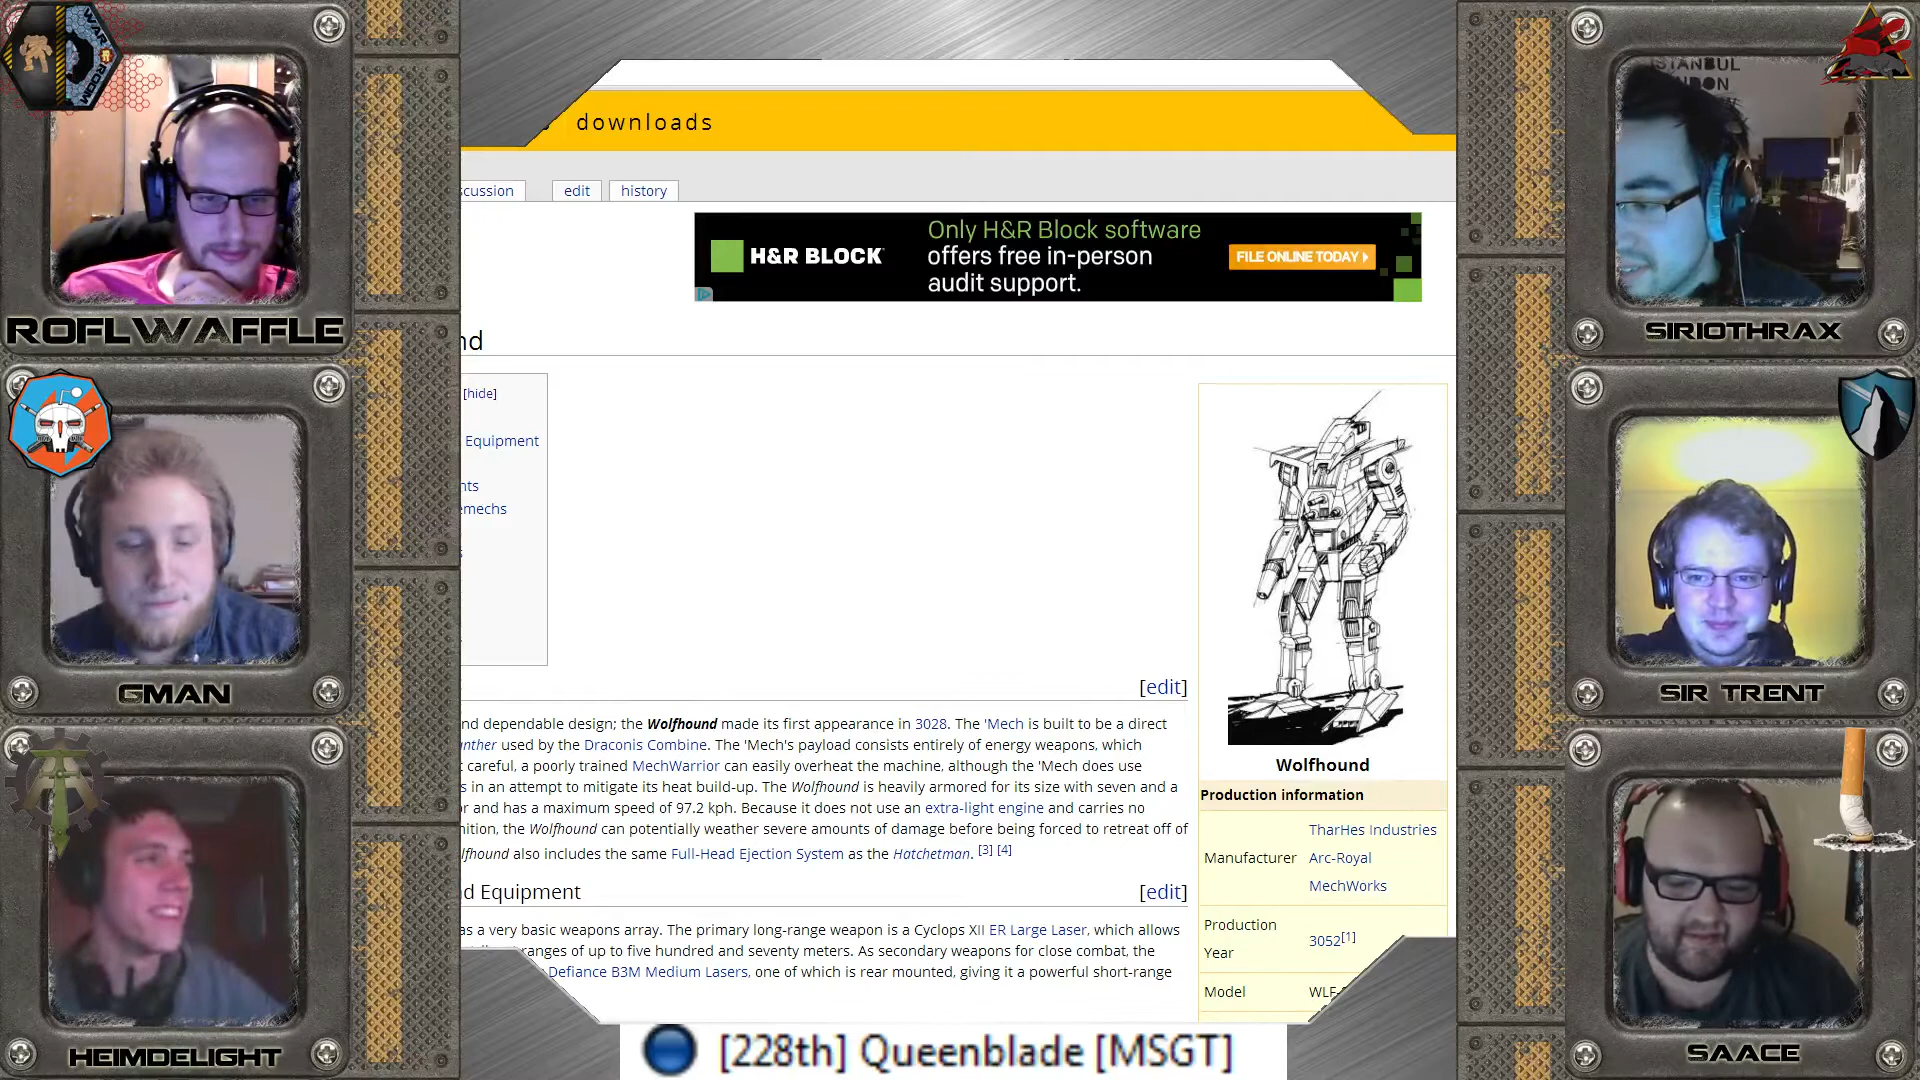 WAR ROOM
ROFLWAFFLE
GMAN
HEIMDELIGHT
downloads
scussion
edit
history
H&R BLOCK
Only H&R Block software
offers free in-person
audit support.
FILE ONLINE TODAY
nd
[hide]
Equipment
nts
emechs
[edit]
nd dependable design; the Wolfhound made its first appearance in 3028. The 'Mech is built to be a direct
anther used by the Draconis Combine. The 'Mech's payload consists entirely of energy weapons, which
t careful, a poorly trained MechWarrior can easily overheat the machine, although the 'Mech does use
s in an attempt to mitigate its heat build-up. The Wolfhound is heavily armored for its size with seven and a
or and has a maximum speed of 97.2 kph. Because it does not use an extra-light engine and carries no
nition, the Wolfhound can potentially weather severe amounts of damage before being forced to retreat off of
lfhound also includes the same Full-Head Ejection System as the Hatchetman. [3] [4]
d Equipment
[edit]
as a very basic weapons array. The primary long-range weapon is a Cyclops XII ER Large Laser, which allows
ranges of up to five hundred and seventy meters. As secondary weapons for close combat, the
Defiance B3M Medium Lasers, one of which is rear mounted, giving it a powerful short-range
Wolfhound
Production information
Manufacturer
TharHes Industries
Arc-Royal
MechWorks
Production
Year
3052[1]
Model
WLF-
[228th] Queenblade [MSGT]
ISTANBUL
SIRIOTHRAX
SIR TRENT
SAACE